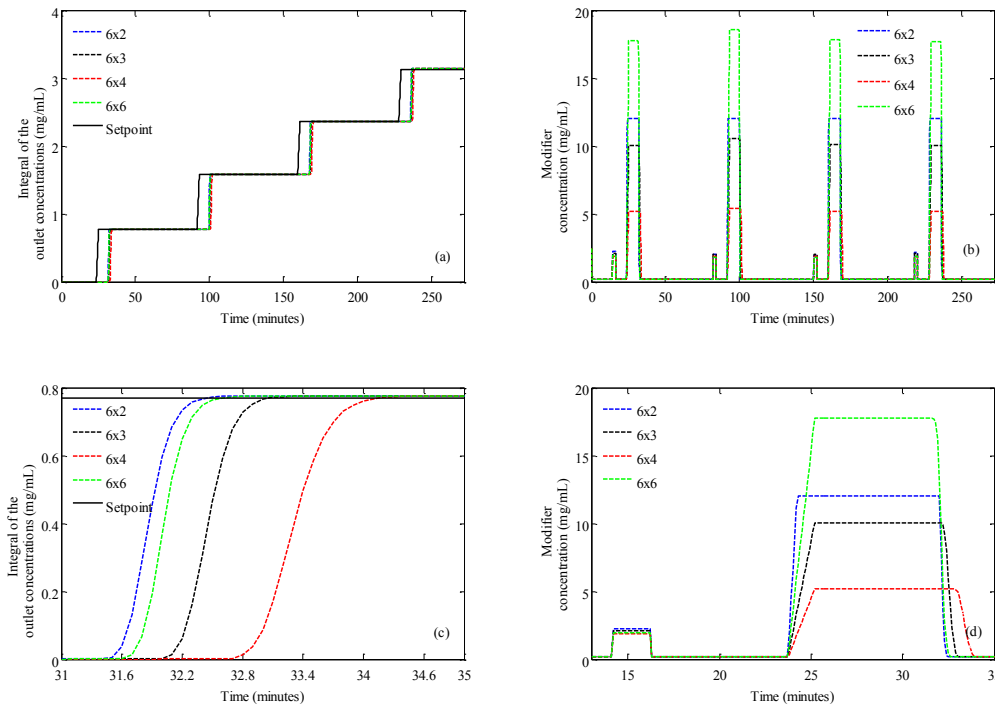 4
3
2
1
0
Integral of the
outlet concentrations (mg/mL)
6x2
6x3
6x4
6x6
Setpoint
(a)
0 50 100 150 200 250
Time (minutes)
20
15
10
5
0
Modifier
concentration (mg/mL)
6x2
6x3
6x4
6x6
(b)
0 50 100 150 200 250
Time (minutes)
0.8
0.6
0.4
0.2
0
Integral of the
outlet concentrations (mg/mL)
6x2
6x3
6x4
6x6
Setpoint
(c)
31 31.6 32.2 32.8 33.4 34 34.6 35
Time (minutes)
20
15
10
5
0
Modifier
concentration (mg/mL)
6x2
6x3
6x4
6x6
(d)
15 20 25 30 35
Time (minutes)